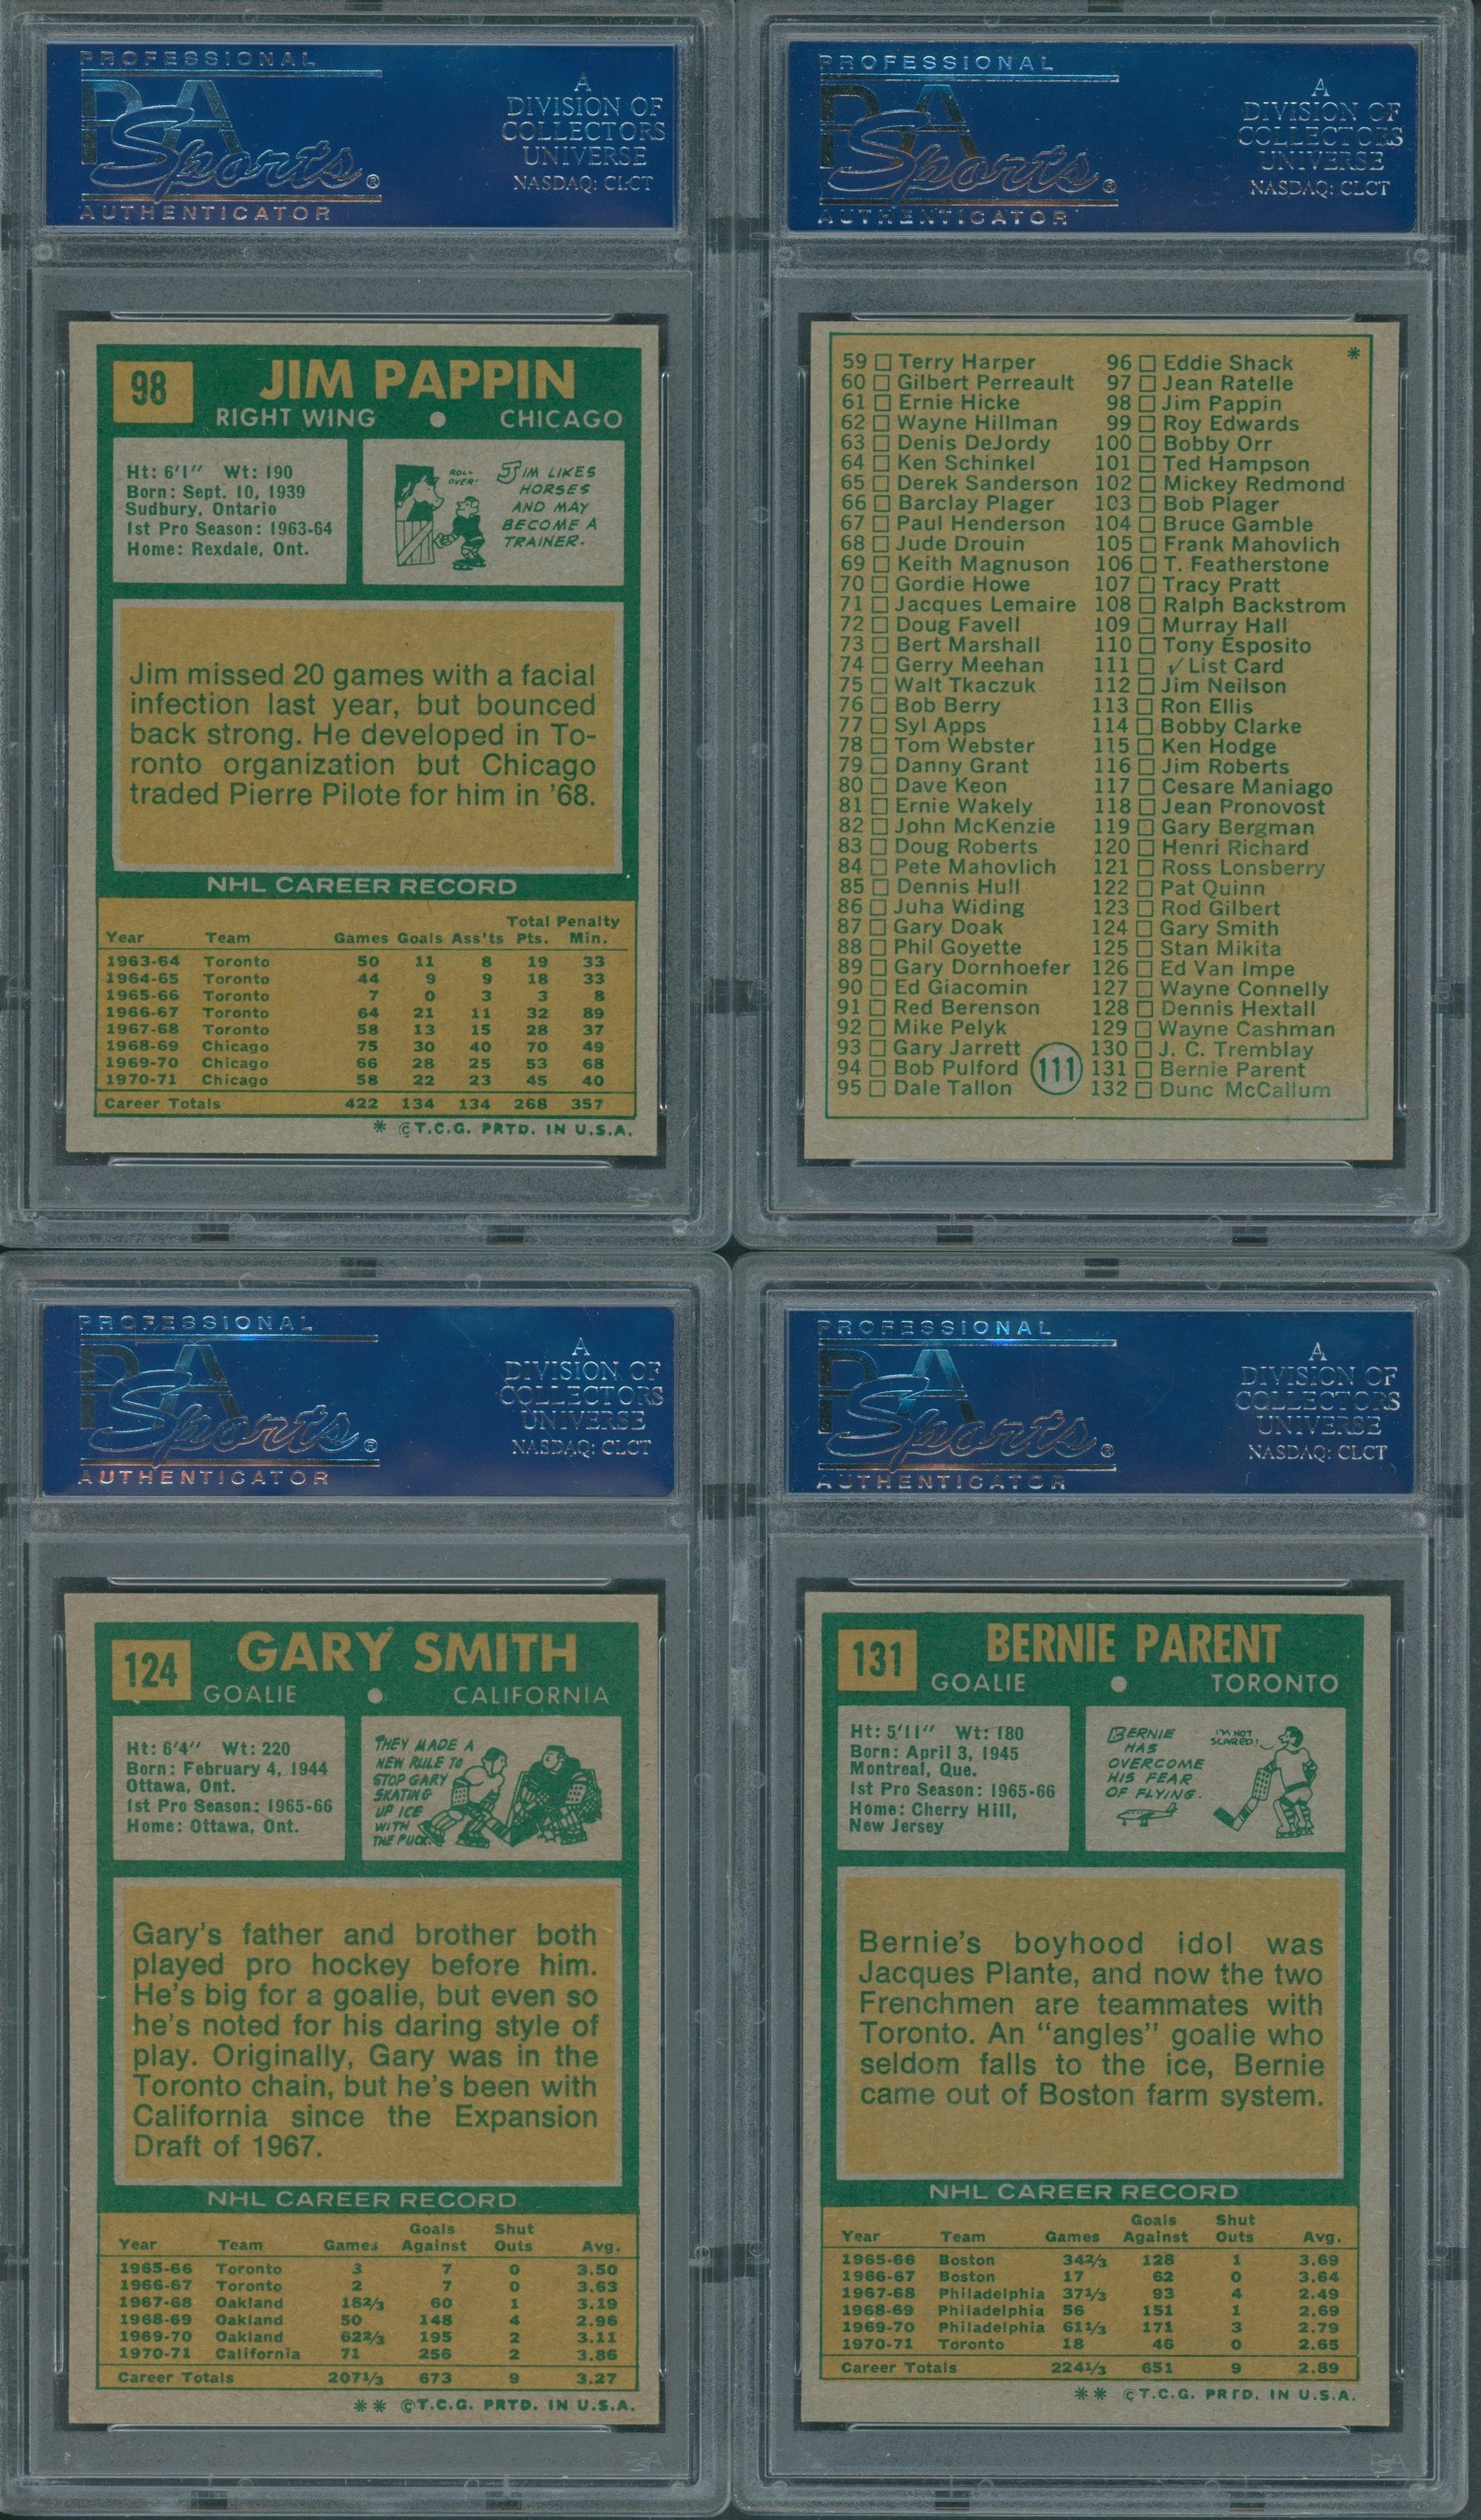 PROFESSIONAL
PSA
Sports®
AUTHENTICATOR
A
DIVISION OF
COLLECTORS
UNIVERSE
NASDAQ: CLCT
98
JIM PAPPIN
RIGHT WING ● CHICAGO
Ht: 6'1" Wt: 190
Born: Sept. 10, 1939
Sudbury, Ontario
1st Pro Season: 1963-64
Home: Rexdale, Ont.
ROLL
OVER!
JIM LIKES
HORSES
AND MAY
BECOME A
TRAINER.
Jim missed 20 games with a facial
infection last year, but bounced
back strong. He developed in To-
ronto organization but Chicago
traded Pierre Pilote for him in '68.
NHL CAREER RECORD
Total Penalty
Year Team Games Goals Ass'ts Pts. Min.
1963-64 Toronto 50 11 8 19 33
1964-65 Toronto 44 9 9 18 33
1965-66 Toronto 7 0 3 3 8
1966-67 Toronto 64 21 11 32 89
1967-68 Toronto 58 13 15 28 37
1968-69 Chicago 75 30 40 70 49
1969-70 Chicago 66 28 25 53 68
1970-71 Chicago 58 22 23 45 40
Career Totals 422 134 134 268 357
* ©T.C.G. PRTD. IN U.S.A.
PSA
PROFESSIONAL
PSA
Sports®
AUTHENTICATOR
A
DIVISION OF
COLLECTORS
UNIVERSE
NASDAQ: CLCT
*
59 □ Terry Harper
60 □ Gilbert Perreault
61 □ Ernie Hicke
62 □ Wayne Hillman
63 □ Denis DeJordy
64 □ Ken Schinkel
65 □ Derek Sanderson
66 □ Barclay Plager
67 □ Paul Henderson
68 □ Jude Drouin
69 □ Keith Magnuson
70 □ Gordie Howe
71 □ Jacques Lemaire
72 □ Doug Favell
73 □ Bert Marshall
74 □ Gerry Meehan
75 □ Walt Tkaczuk
76 □ Bob Berry
77 □ Syl Apps
78 □ Tom Webster
79 □ Danny Grant
80 □ Dave Keon
81 □ Ernie Wakely
82 □ John McKenzie
83 □ Doug Roberts
84 □ Pete Mahovlich
85 □ Dennis Hull
86 □ Juha Widing
87 □ Gary Doak
88 □ Phil Goyette
89 □ Gary Dornhoefer
90 □ Ed Giacomin
91 □ Red Berenson
92 □ Mike Pelyk
93 □ Gary Jarrett
94 □ Bob Pulford
95 □ Dale Tallon
111
96 □ Eddie Shack
97 □ Jean Ratelle
98 □ Jim Pappin
99 □ Roy Edwards
100 □ Bobby Orr
101 □ Ted Hampson
102 □ Mickey Redmond
103 □ Bob Plager
104 □ Bruce Gamble
105 □ Frank Mahovlich
106 □ T. Featherstone
107 □ Tracy Pratt
108 □ Ralph Backstrom
109 □ Murray Hall
110 □ Tony Esposito
111 □ ✓List Card
112 □ Jim Neilson
113 □ Ron Ellis
114 □ Bobby Clarke
115 □ Ken Hodge
116 □ Jim Roberts
117 □ Cesare Maniago
118 □ Jean Pronovost
119 □ Gary Bergman
120 □ Henri Richard
121 □ Ross Lonsberry
122 □ Pat Quinn
123 □ Rod Gilbert
124 □ Gary Smith
125 □ Stan Mikita
126 □ Ed Van Impe
127 □ Wayne Connelly
128 □ Dennis Hextall
129 □ Wayne Cashman
130 □ J. C. Tremblay
131 □ Bernie Parent
132 □ Dunc McCallum
PSA
PROFESSIONAL
PSA
Sports®
AUTHENTICATOR
A
DIVISION OF
COLLECTORS
UNIVERSE
NASDAQ: CLCT
124
GARY SMITH
GOALIE ● CALIFORNIA
Ht: 6'4" Wt: 220
Born: February 4, 1944
Ottawa, Ont.
1st Pro Season: 1965-66
Home: Ottawa, Ont.
THEY MADE A
NEW RULE TO
STOP GARY
SKATING
UP ICE
WITH
THE PUCK.
Gary's father and brother both
played pro hockey before him.
He's big for a goalie, but even so
he's noted for his daring style of
play. Originally, Gary was in the
Toronto chain, but he's been with
California since the Expansion
Draft of 1967.
NHL CAREER RECORD
Goals Shut
Year Team Games Against Outs Avg.
1965-66 Toronto 3 7 0 3.50
1966-67 Toronto 2 7 0 3.63
1967-68 Oakland 182/3 60 1 3.19
1968-69 Oakland 50 148 4 2.96
1969-70 Oakland 622/3 195 2 3.11
1970-71 California 71 256 2 3.86
Career Totals 2071/3 673 9 3.27
** ©T.C.G. PRTD. IN U.S.A.
PSA
PROFESSIONAL
PSA
Sports®
AUTHENTICATOR
A
DIVISION OF
COLLECTORS
UNIVERSE
NASDAQ: CLCT
131
BERNIE PARENT
GOALIE ● TORONTO
Ht: 5'11" Wt: 180
Born: April 3, 1945
Montreal, Que.
1st Pro Season: 1965-66
Home: Cherry Hill,
New Jersey
BERNIE
HAS
OVERCOME
HIS FEAR
OF FLYING.
I'M NOT
SCARED!
Bernie's boyhood idol was
Jacques Plante, and now the two
Frenchmen are teammates with
Toronto. An "angles" goalie who
seldom falls to the ice, Bernie
came out of Boston farm system.
NHL CAREER RECORD
Goals Shut
Year Team Games Against Outs Avg.
1965-66 Boston 342/3 128 1 3.69
1966-67 Boston 17 62 0 3.64
1967-68 Philadelphia 371/3 93 4 2.49
1968-69 Philadelphia 56 151 1 2.69
1969-70 Philadelphia 611/3 171 3 2.79
1970-71 Toronto 18 46 0 2.65
Career Totals 2241/3 651 9 2.89
** ©T.C.G. PRTD. IN U.S.A.
PSA